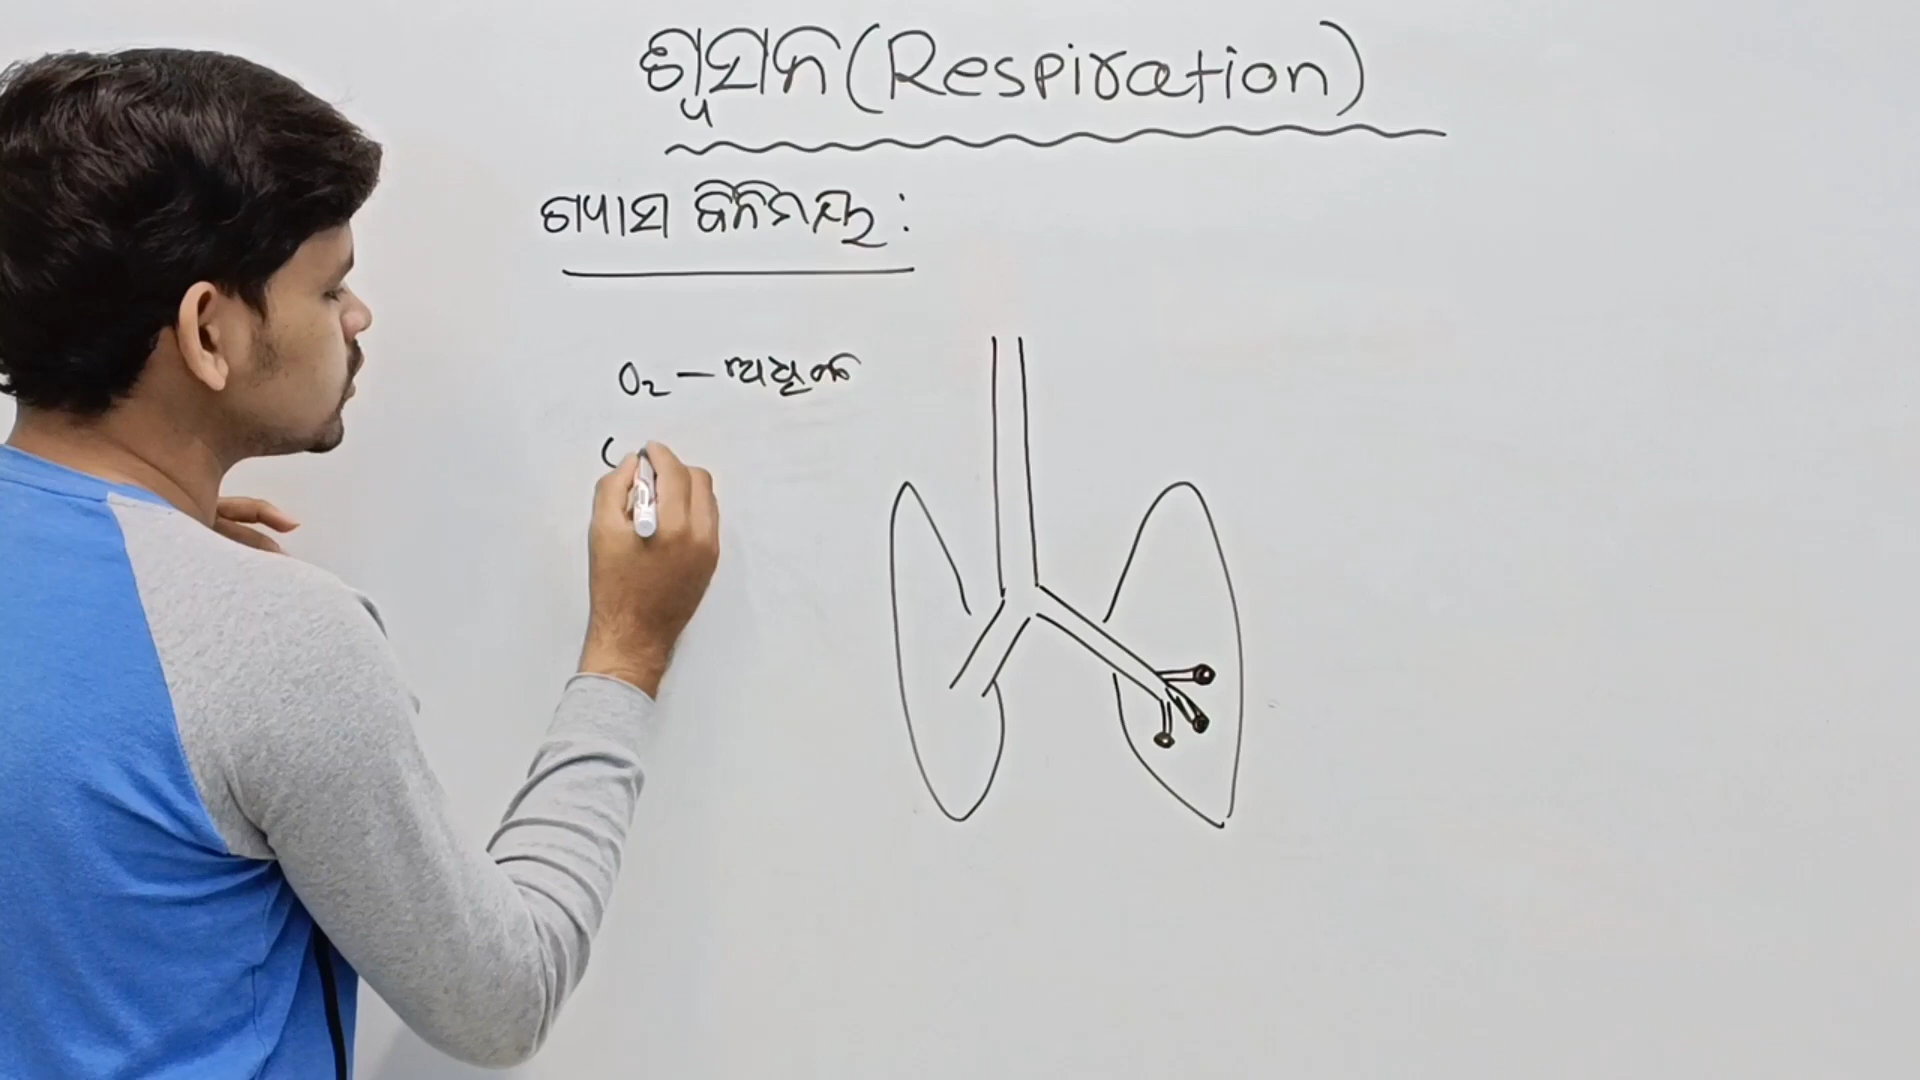 ଶ୍ୱସନ (Respiration)
ଗ୍ୟାସ ବିନିମୟ :
O₂ — ଅଧିକ